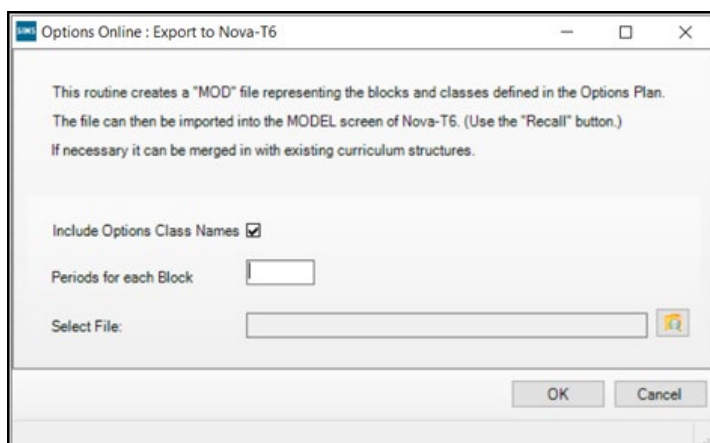 SIMS Options Online : Export to Nova-T6
This routine creates a "MOD" file representing the blocks and classes defined in the Options Plan.
The file can then be imported into the MODEL screen of Nova-T6. (Use the "Recall" button.)
If necessary it can be merged in with existing curriculum structures.
Include Options Class Names
Periods for each Block
Select File:
OK Cancel